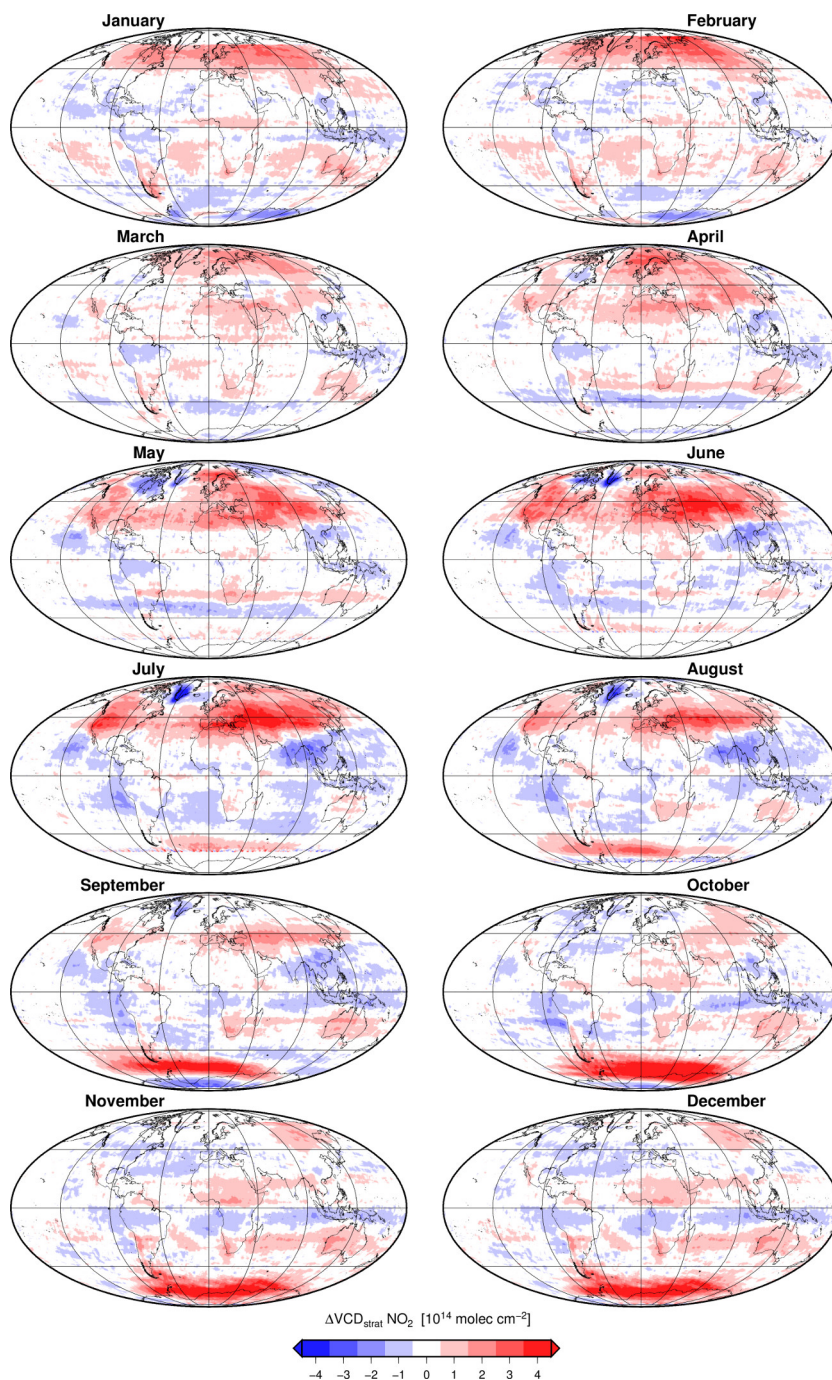 January
February
March
April
May
June
July
August
September
October
November
December
ΔVCDstrat NO2 [10^14 molec cm^−2]
−4 −3 −2 −1 0 1 2 3 4